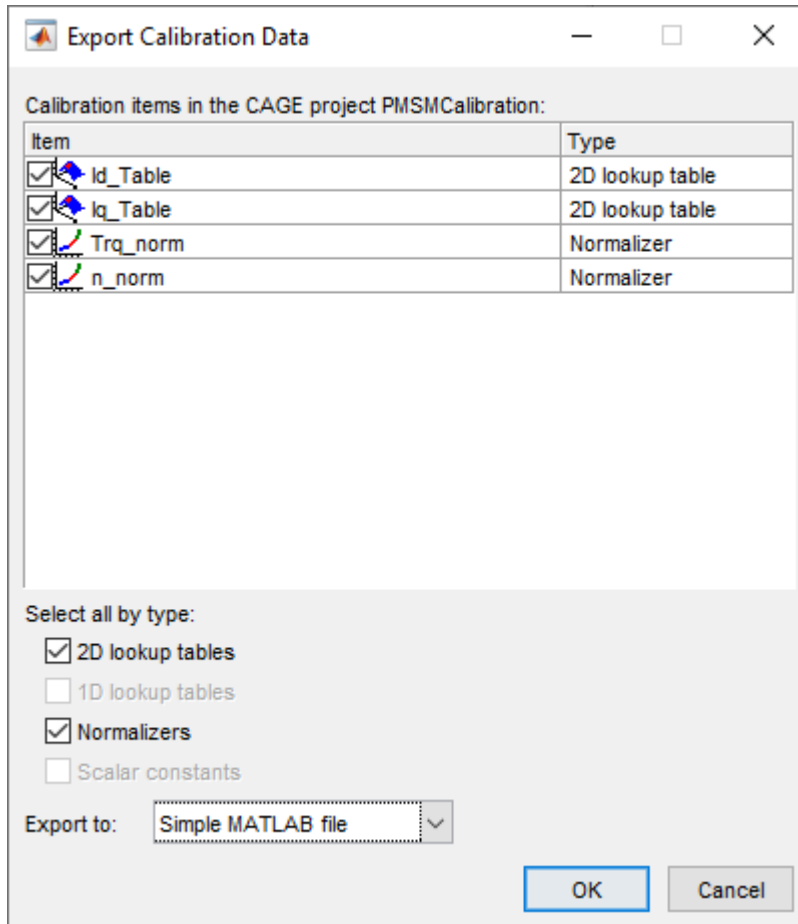 Export Calibration Data
Calibration items in the CAGE project PMSMCalibration:
Item Type
Id_Table 2D lookup table
Iq_Table 2D lookup table
Trq_norm Normalizer
n_norm Normalizer
Select all by type:
2D lookup tables
1D lookup tables
Normalizers
Scalar constants
Export to: Simple MATLAB file
OK Cancel